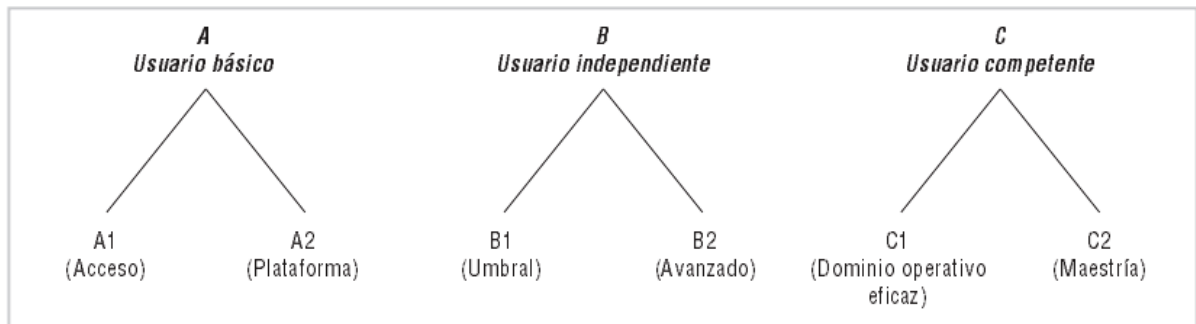 A
Usuario básico
B
Usuario independiente
C
Usuario competente
A1
(Acceso)
A2
(Plataforma)
B1
(Umbral)
B2
(Avanzado)
C1
(Dominio operativo
eficaz)
C2
(Maestría)